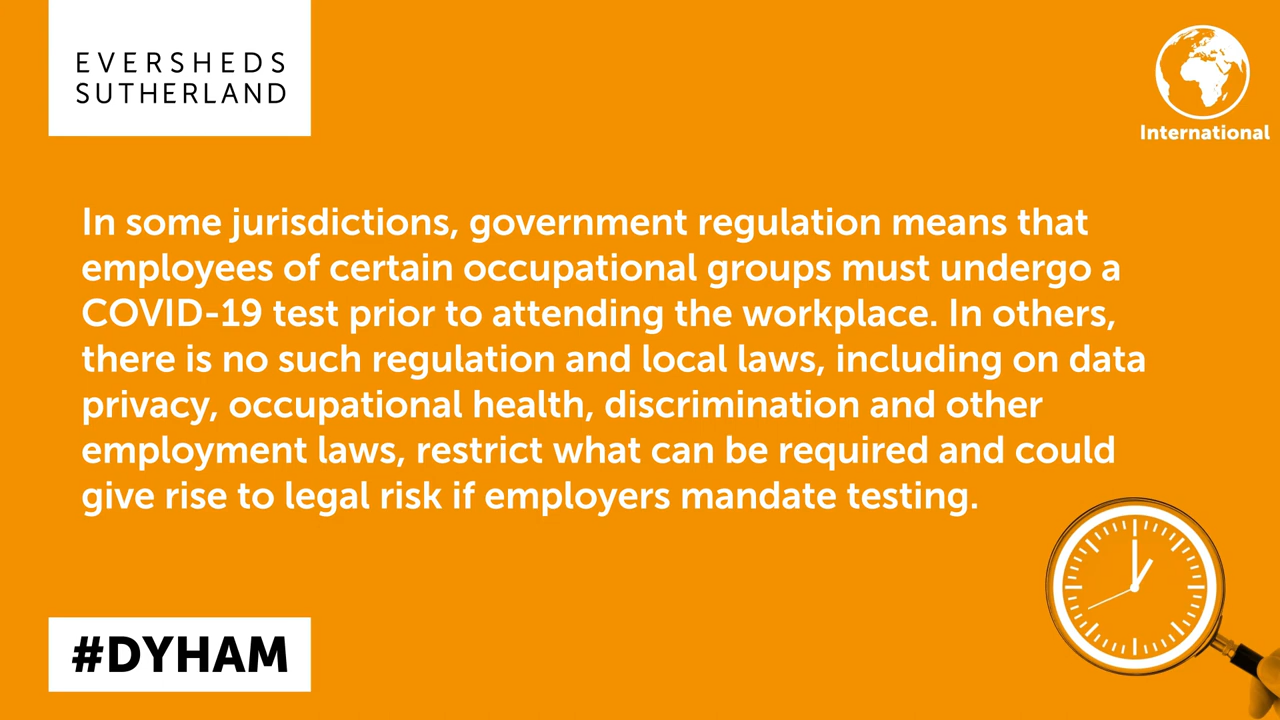 EVERSHEDS
SUTHERLAND
International
In some jurisdictions, government regulation means that
employees of certain occupational groups must undergo a
COVID-19 test prior to attending the workplace. In others,
there is no such regulation and local laws, including on data
privacy, occupational health, discrimination and other
employment laws, restrict what can be required and could
give rise to legal risk if employers mandate testing.
#DYHAM